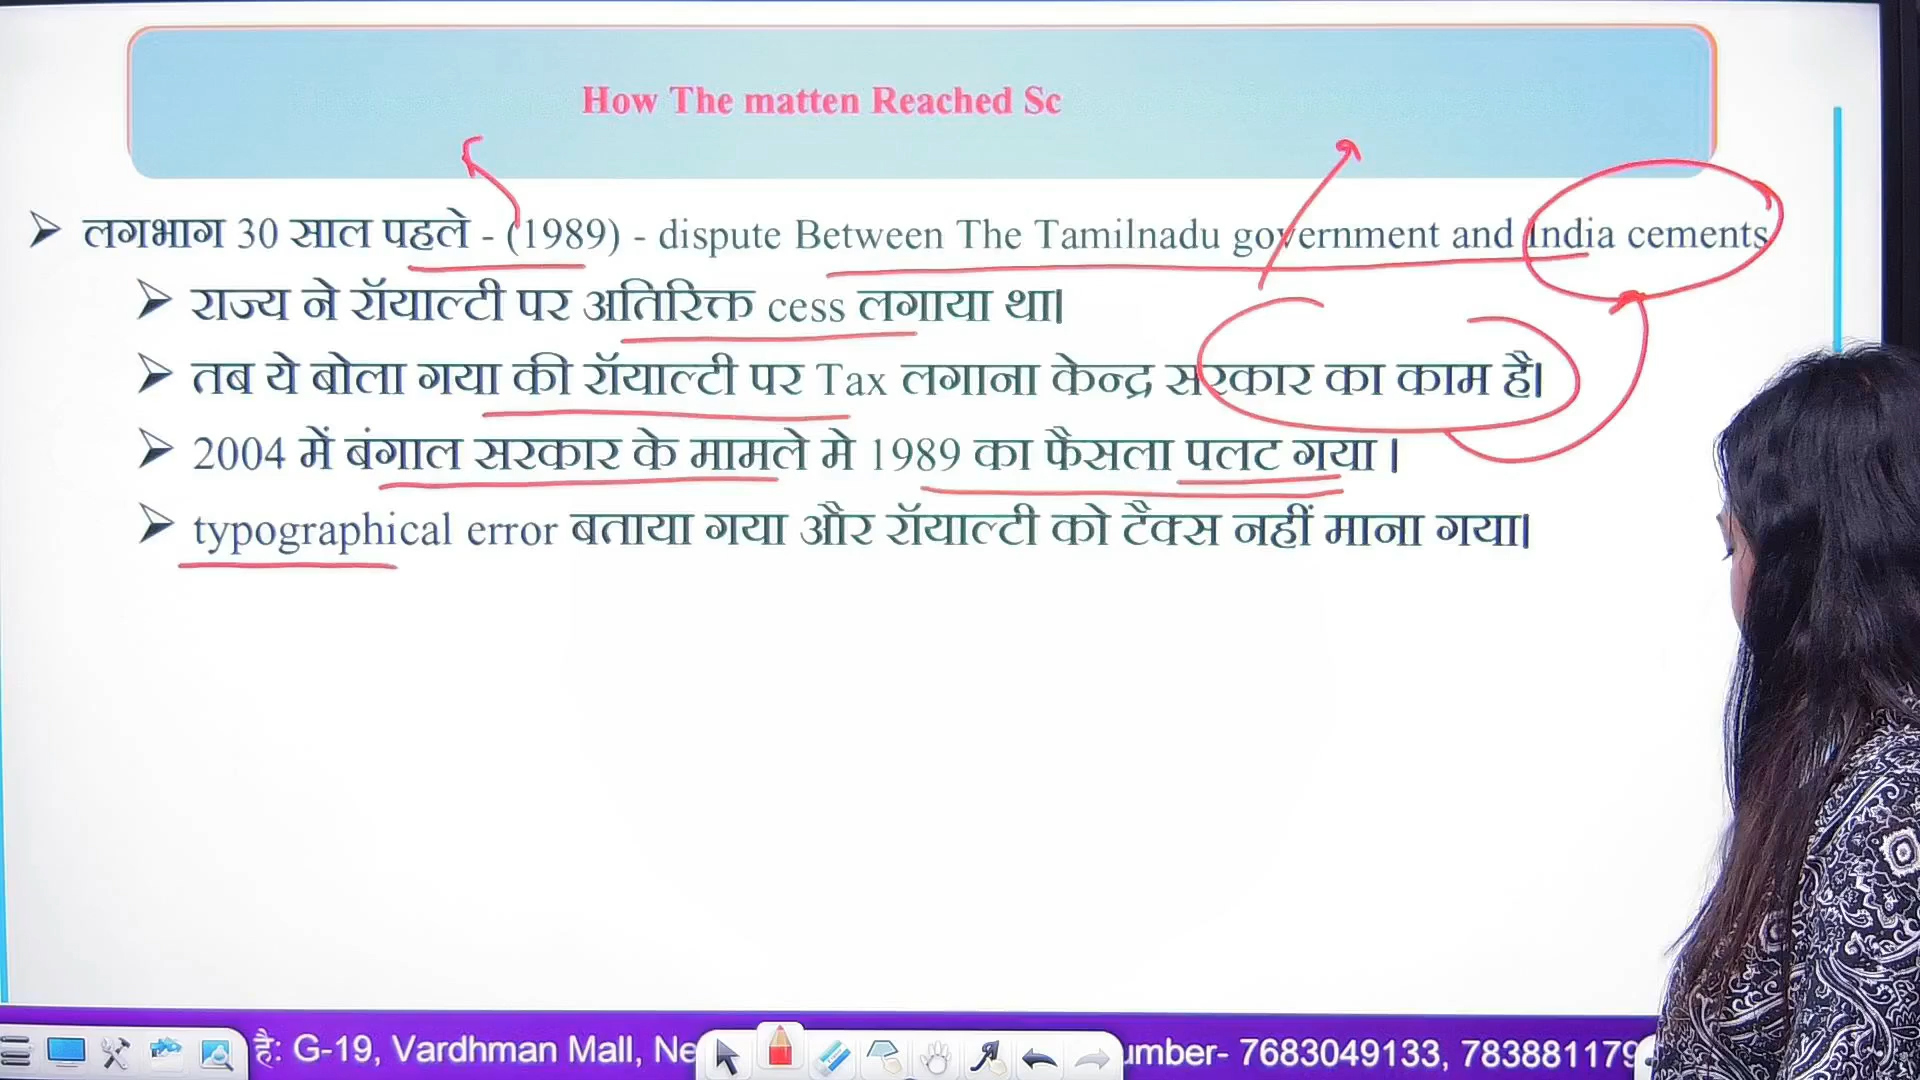 How The matten Reached Sc
लगभाग 30 साल पहले - (1989) - dispute Between The Tamilnadu government and India cements
राज्य ने रॉयाल्टी पर अतिरिक्त cess लगाया था।
तब ये बोला गया की रॉयाल्टी पर Tax लगाना केन्द्र सरकार का काम है।
2004 में बंगाल सरकार के मामले मे 1989 का फैसला पलट गया ।
typographical error बताया गया और रॉयाल्टी को टैक्स नहीं माना गया।
है: G-19, Vardhman Mall, Ne umber- 7683049133, 783881179